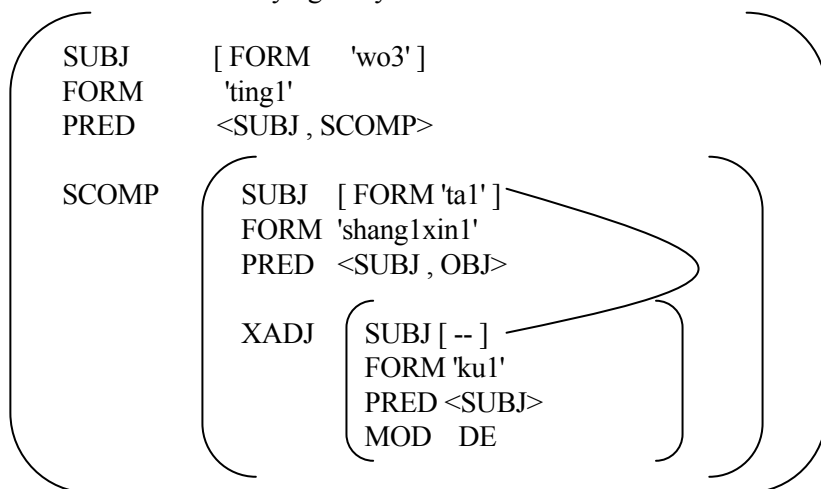 SUBJ [ FORM 'wo3' ]
FORM 'ting1'
PRED <SUBJ , SCOMP>
SCOMP SUBJ [ FORM 'ta1' ]
FORM 'shang1xin1'
PRED <SUBJ , OBJ>
XADJ SUBJ [ -- ]
FORM 'ku1'
PRED <SUBJ>
MOD DE